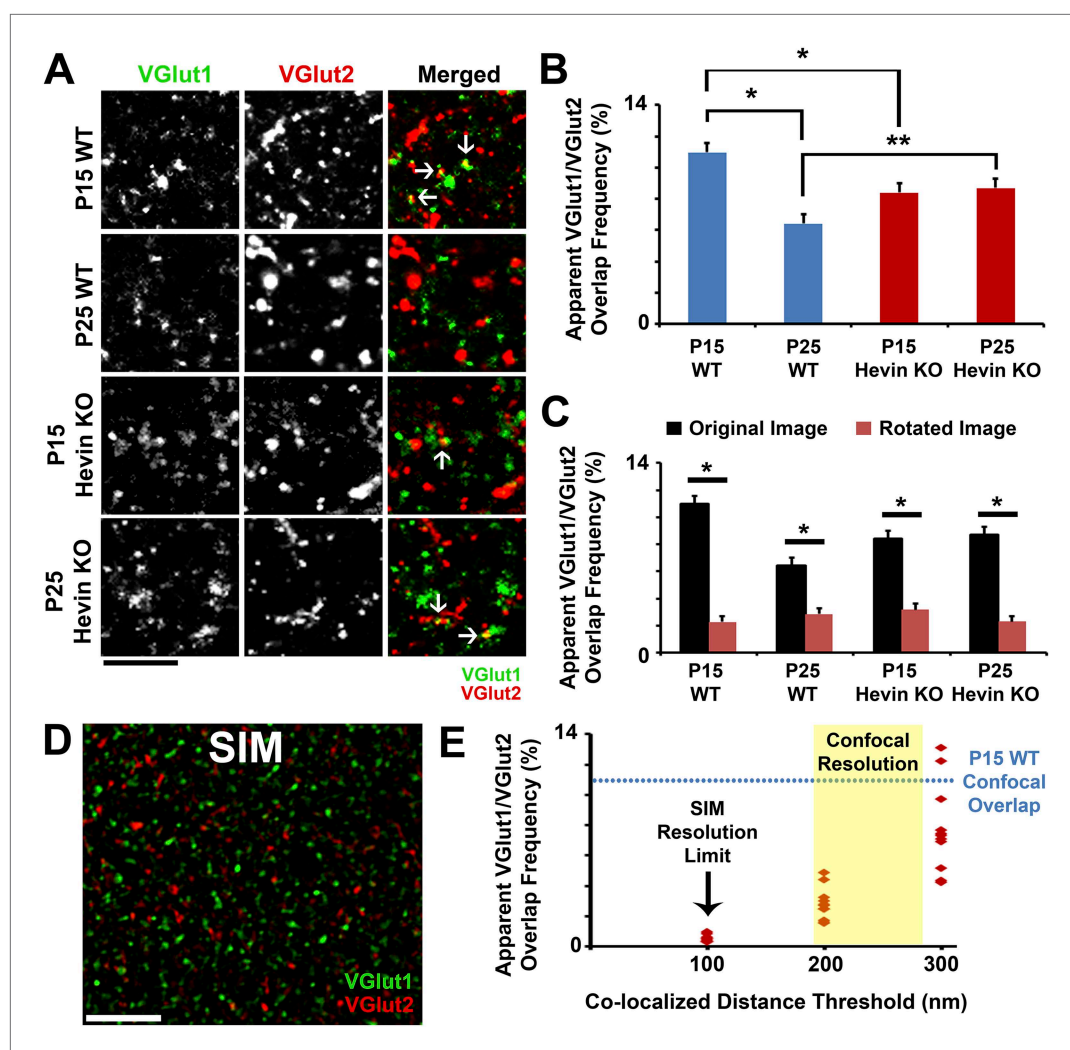 A
VGlut1
VGlut2
Merged
P15 WT
P25 WT
P15
Hevin KO
P25
Hevin KO
VGlut1
VGlut2
B
Apparent VGlut1/VGlut2
Overlap Frequency (%)
14
0
*
*
**
P15
WT
P25
WT
P15
Hevin KO
P25
Hevin KO
C
Original Image
Rotated Image
Apparent VGlut1/VGlut2
Overlap Frequency (%)
14
0
*
*
*
*
P15
WT
P25
WT
P15
Hevin KO
P25
Hevin KO
D
SIM
VGlut1
VGlut2
E
Apparent VGlut1/VGlut2
Overlap Frequency (%)
14
0
Confocal
Resolution
P15 WT
Confocal
Overlap
SIM
Resolution
Limit
100
200
300
Co-localized Distance Threshold (nm)